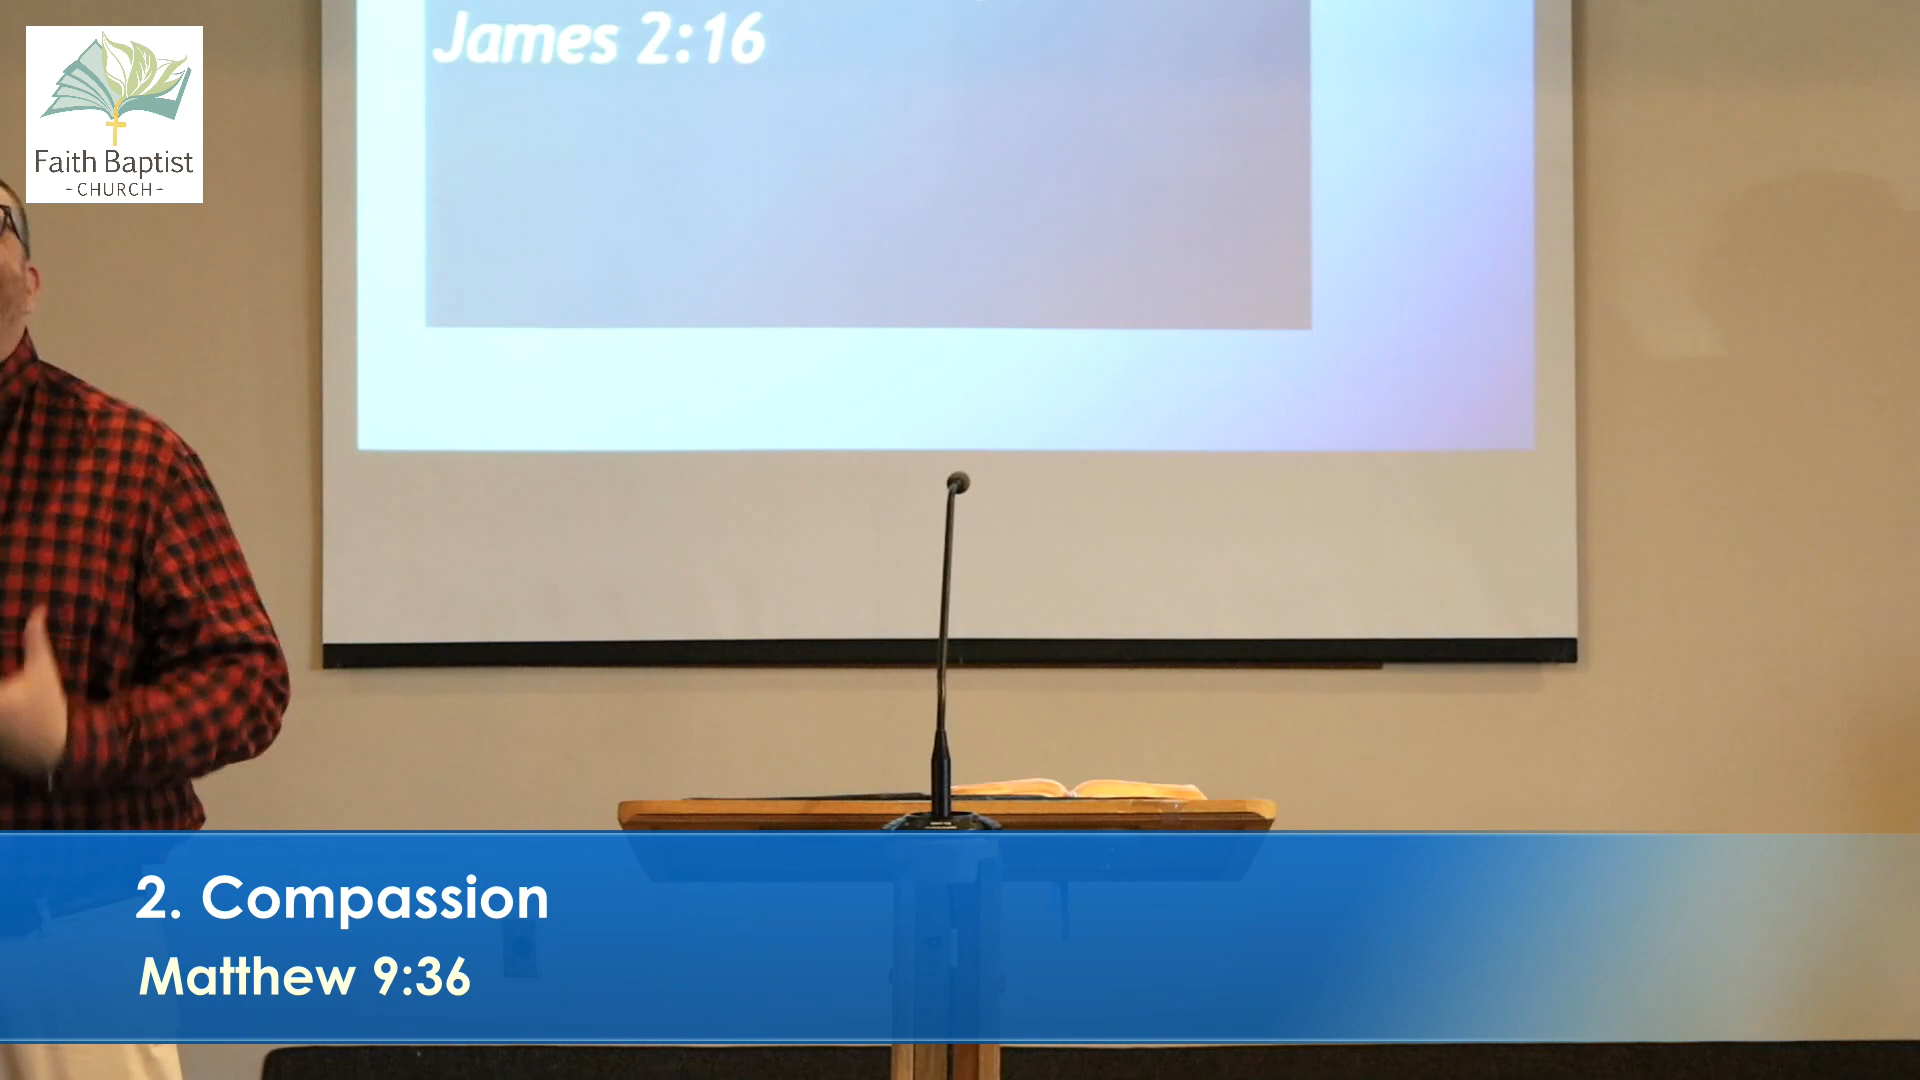 James 2:16
Faith Baptist
-CHURCH-
2. Compassion
Matthew 9:36